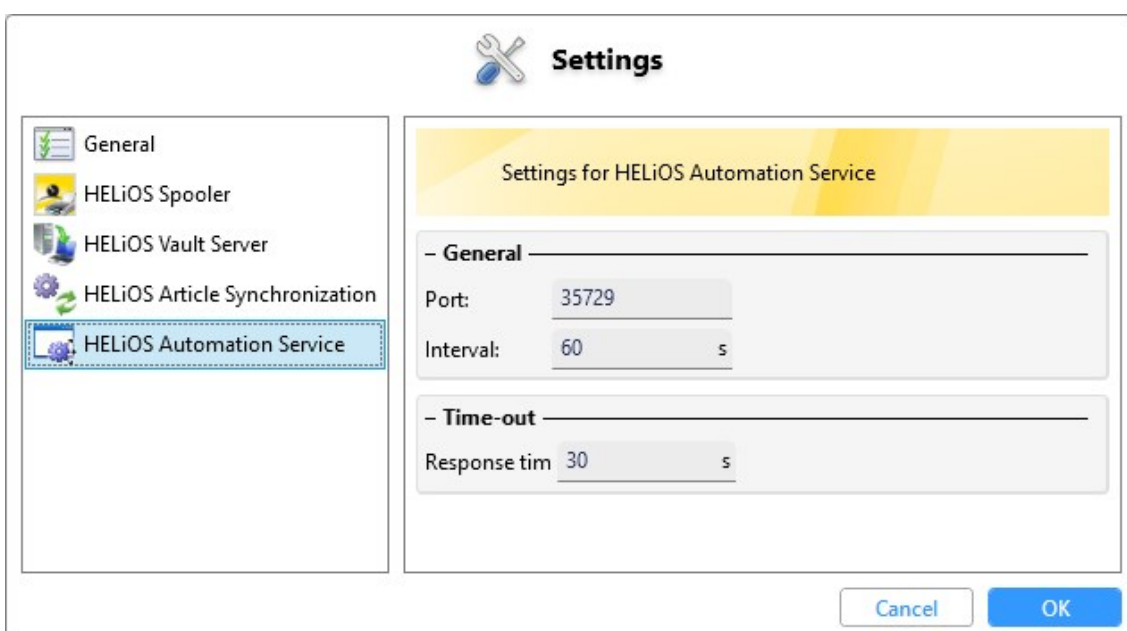 Settings
General
HELiOS Spooler
HELiOS Vault Server
HELiOS Article Synchronization
HELiOS Automation Service
Settings for HELiOS Automation Service
– General
Port: 35729
Interval: 60 s
– Time-out
Response tim 30 s
Cancel OK